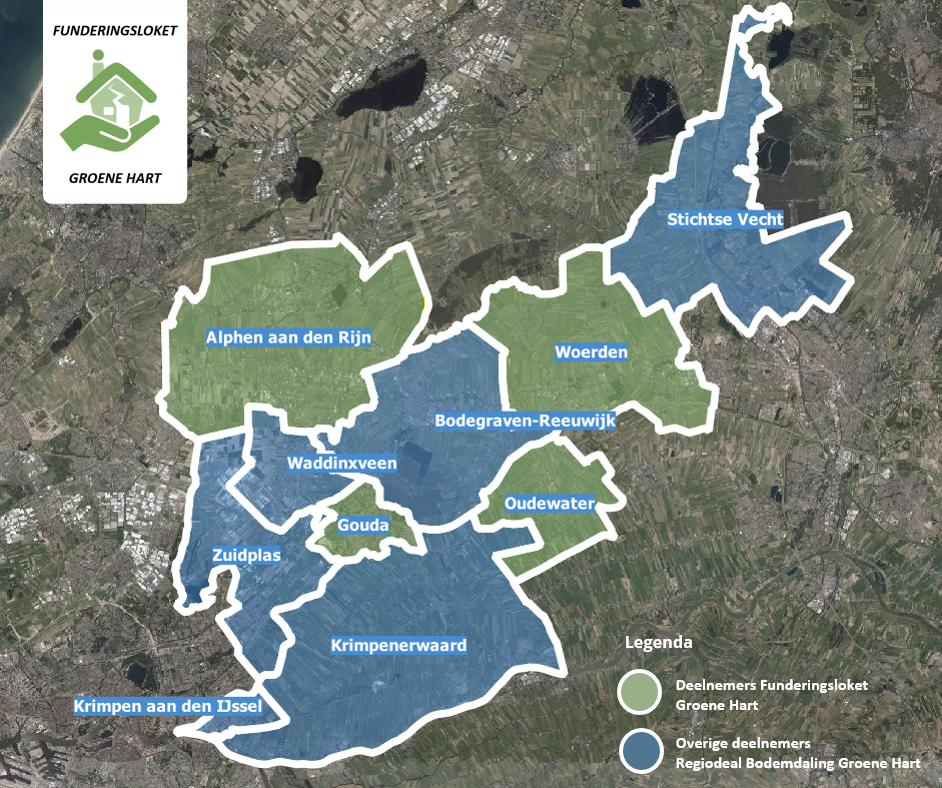 FUNDERINGSLOKET
GROENE HART
Stichtse Vecht
Alphen aan den Rijn
Woerden
Bodegraven-Reeuwijk
Waddinxveen
Oudewater
Gouda
Zuidplas
Krimpenerwaard
Krimpen aan den IJssel
Legenda
Deelnemers Funderingsloket
Groene Hart
Overige deelnemers
Regiodeal Bodemdaling Groene Hart